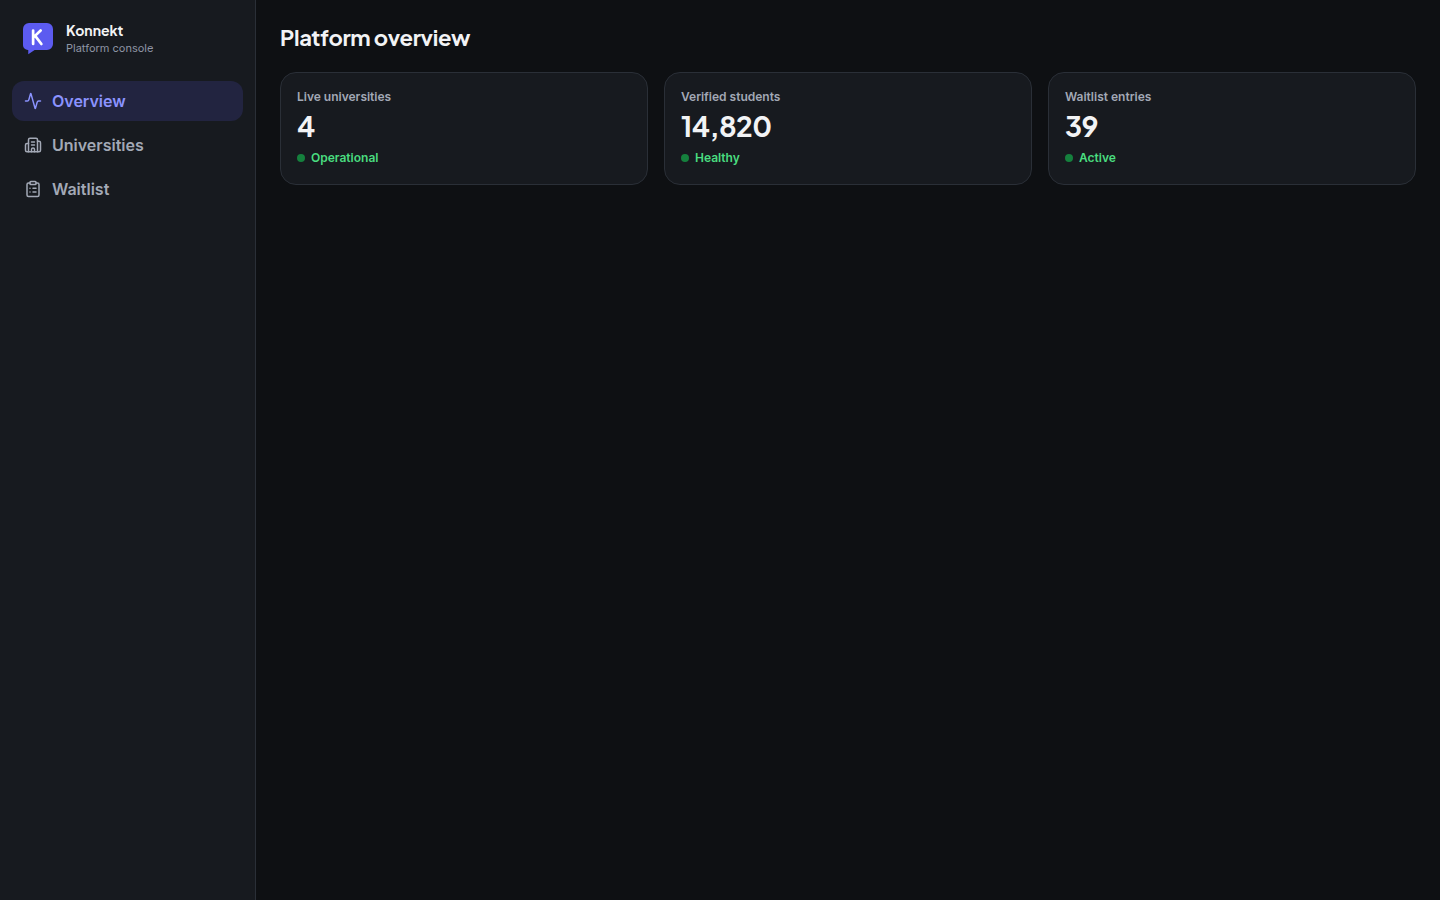 Konnekt
Platform console
Overview
Universities
Waitlist
Platform overview
Live universities
4
Operational
Verified students
14,820
Healthy
Waitlist entries
39
Active